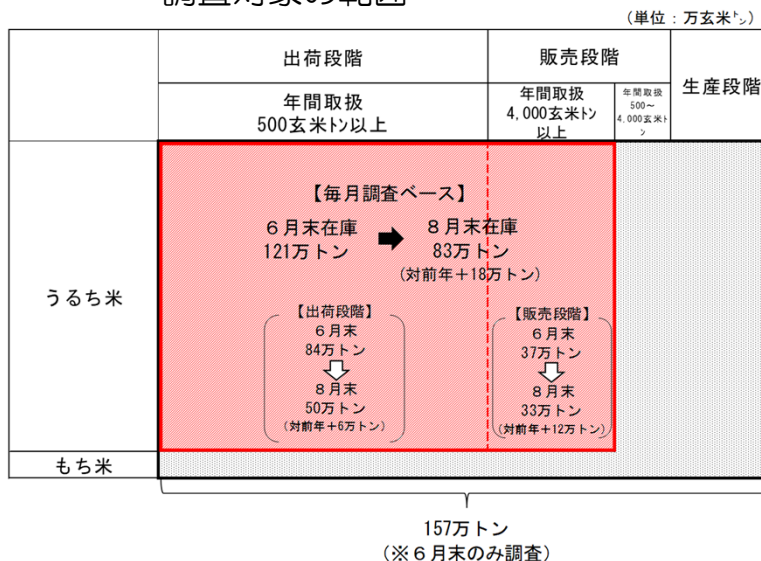 調査対象の範囲
(単位：万玄米㌧)
出荷段階
販売段階
生産段階
年間取扱
500玄米㌧以上
年間取扱
4,000玄米㌧
以上
年間取扱
500～
4,000玄米ト
ン
うるち米
【毎月調査ベース】
６月末在庫
121万トン
８月末在庫
83万トン
(対前年＋18万トン)
【出荷段階】
６月末
84万トン
８月末
50万トン
(対前年＋6万トン)
【販売段階】
６月末
37万トン
８月末
33万トン
(対前年＋12万トン)
もち米
157万トン
(※６月末のみ調査)